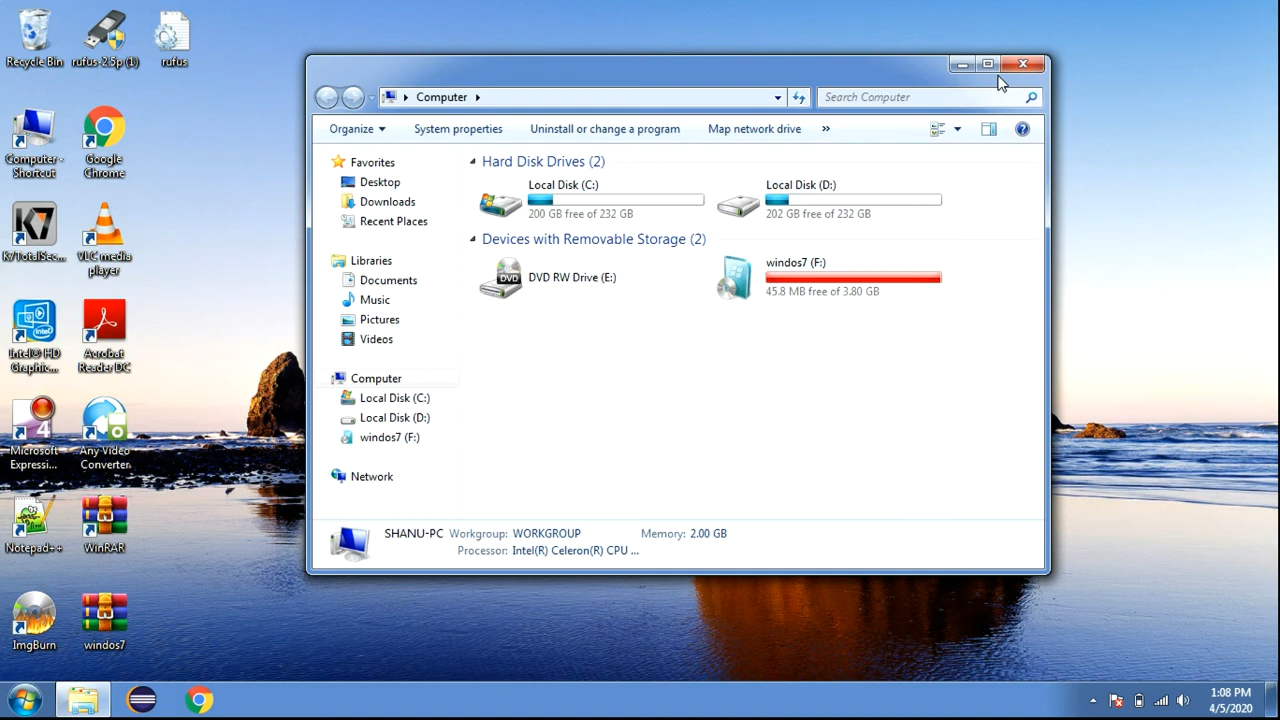 Recycle Bin
rufus-2.5p (1)
rufus
Computer -
Shortcut
Google
Chrome
K7
K7TotalSec...
VLC media
player
Intel® HD
Graphic...
Acrobat
Reader DC
Microsoft
Expressi...
Any Video
Converter
Notepad++
WinRAR
ImgBurn
windos7
Computer
Search Computer
Organize
System properties
Uninstall or change a program
Map network drive
»
Favorites
Desktop
Downloads
Recent Places
Libraries
Documents
Music
Pictures
Videos
Computer
Local Disk (C:)
Local Disk (D:)
windos7 (F:)
Network
Hard Disk Drives (2)
Local Disk (C:)
200 GB free of 232 GB
Local Disk (D:)
202 GB free of 232 GB
Devices with Removable Storage (2)
DVD
DVD RW Drive (E:)
windos7 (F:)
45.8 MB free of 3.80 GB
SHANU-PC Workgroup: WORKGROUP Memory: 2.00 GB
Processor: Intel(R) Celeron(R) CPU ...
1:08 PM
4/5/2020